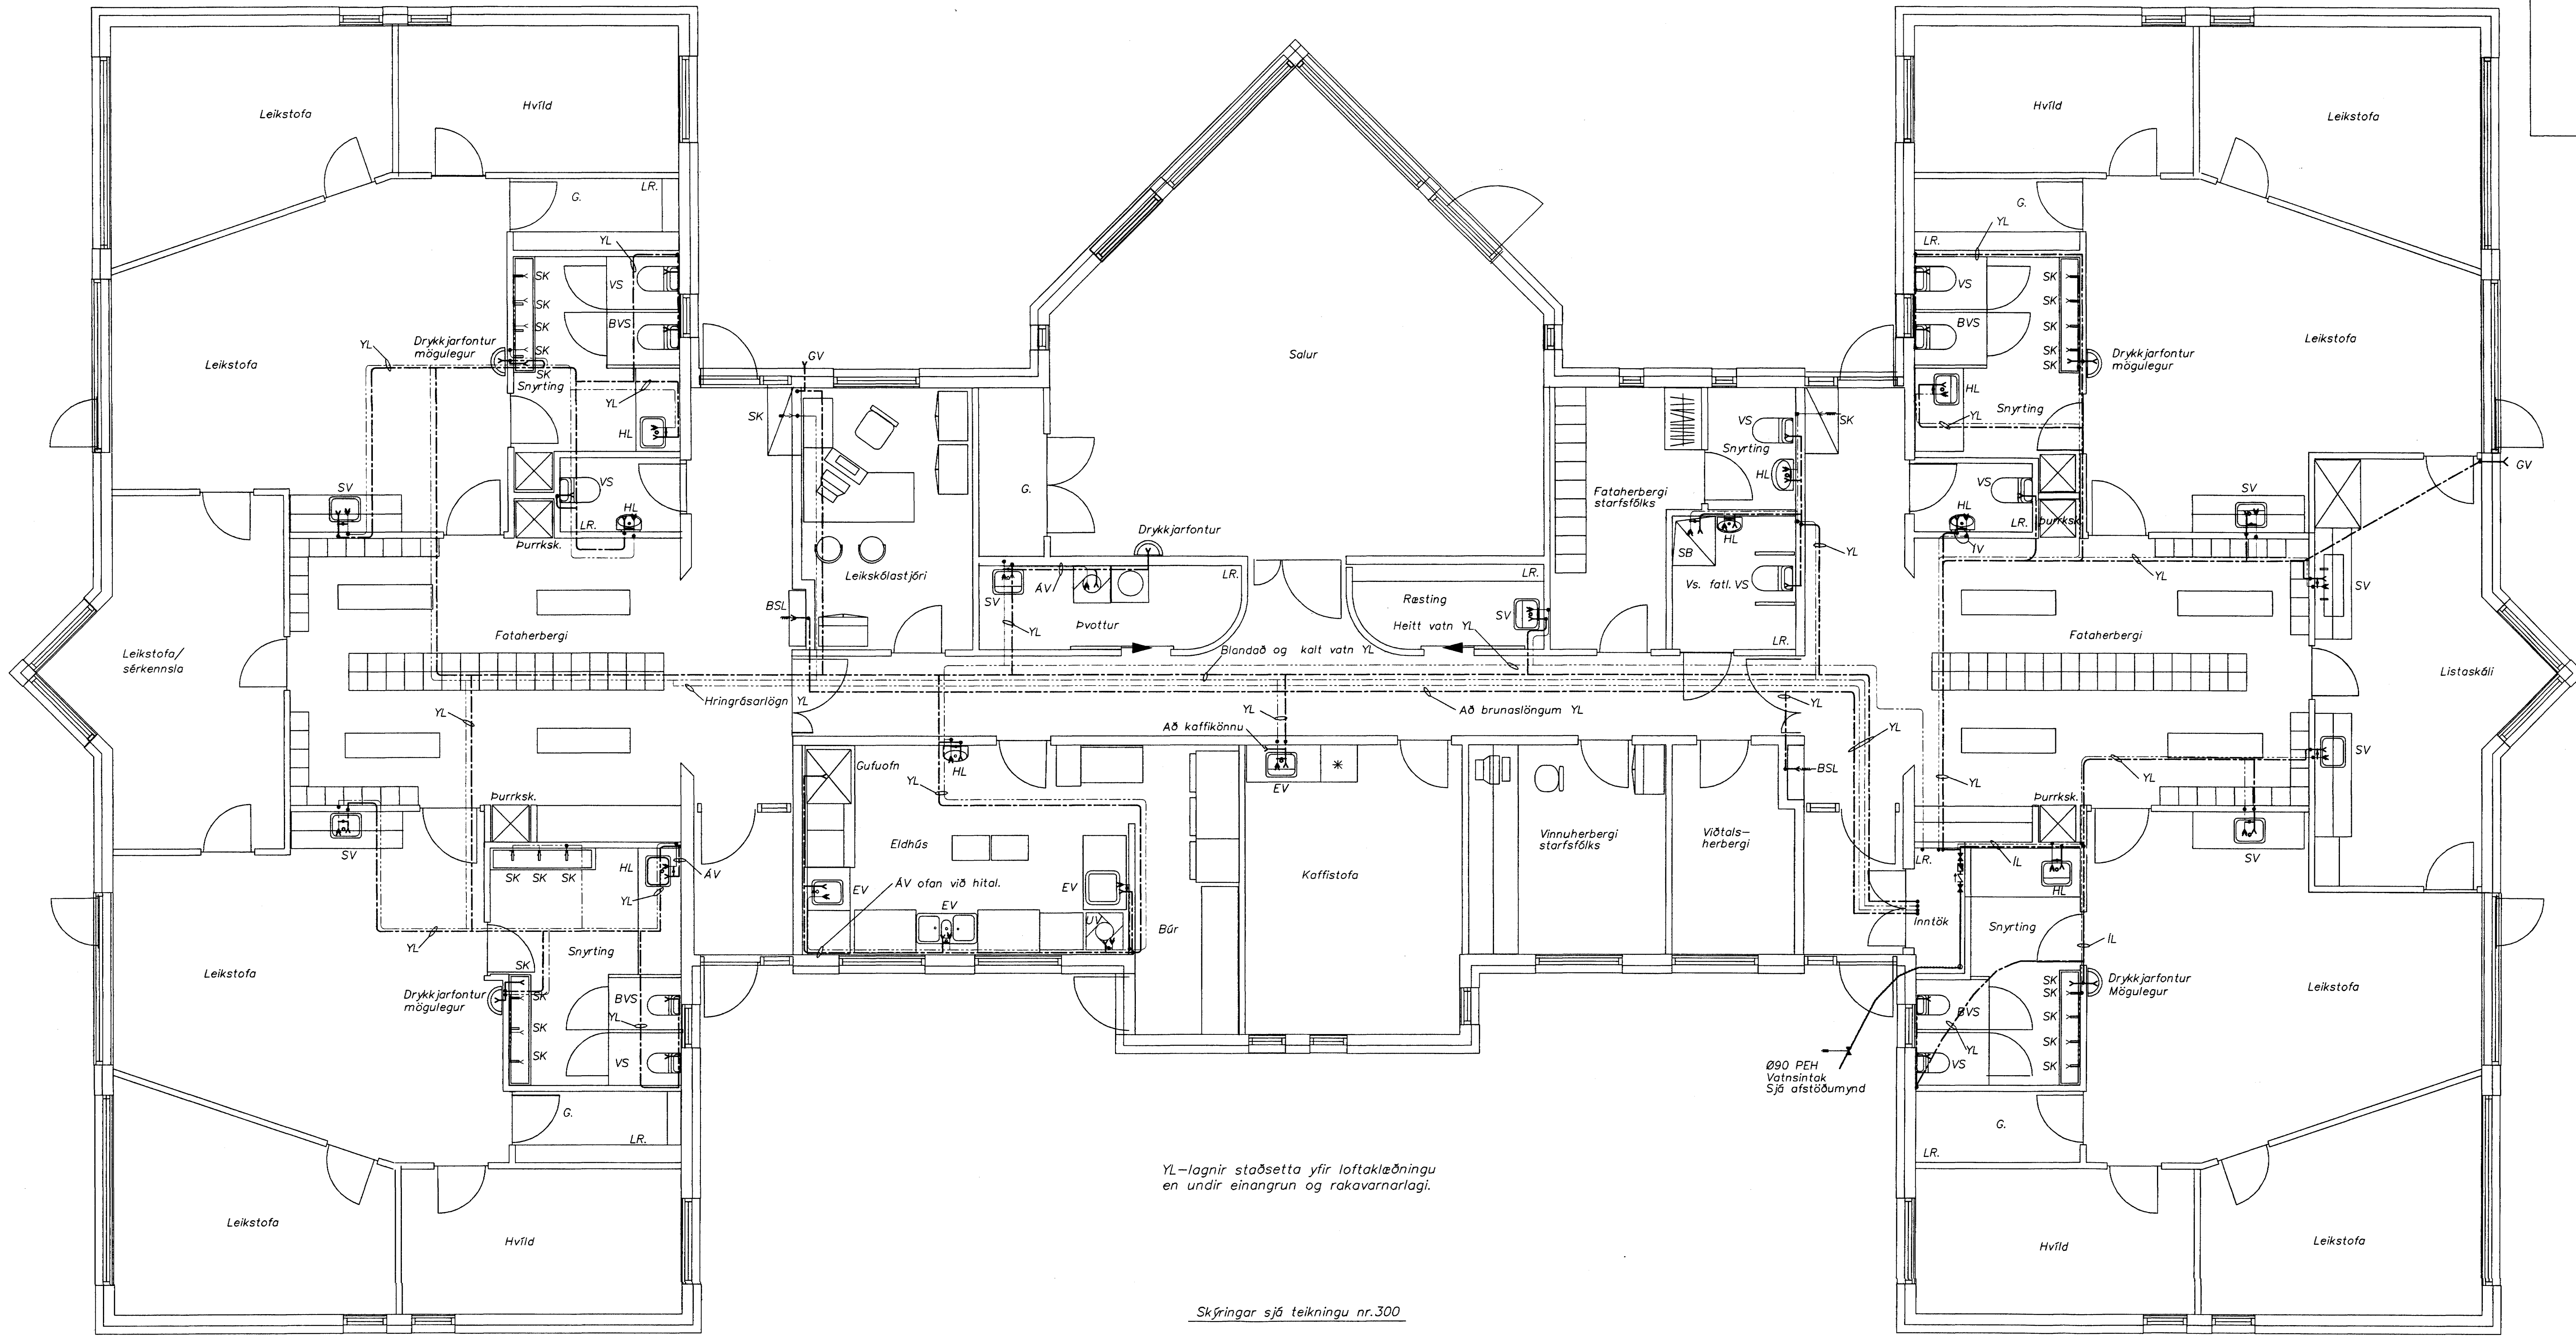 Leikstofa
Hvíld
G.
LR.
YL
SK
SK
SK
SK
SK
VS
BVS
Drykkjarfontur
mögulegur
YL
Leikstofa
Snyrting
YL
HL
SV
VS
HL
LR.
Þurrksk.
Leikstofa/
sérkennsla
Fataherbergi
YL
Hringrásarlögn YL
SV
Þurrksk.
SK
SK
SK
HL
ÁV
YL
YL
Snyrting
SK
SK
SK
SK
Drykkjarfontur
mögulegur
BVS
YL
VS
Leikstofa
G.
LR.
Leikstofa
Hvíld
GV
SK
BSL
Leikskólastjóri
Salur
G.
Drykkjarfontur
SV
ÁV
YL
LR.
Þvottur
LR.
Ræsting
SV
Heitt vatn YL
Blandað og kalt vatn YL
Að brunaslöngum YL
Fataherbergi
starfsfólks
Snyrting
VS
SK
HL
HL
SB
YL
Vs. fatl. VS
LR.
YL
YL
BSL
Gufuofn
HL
YL
Eldhús
EV
EV
EV
ÁV ofan við hital.
UV
Búr
Að kaffikönnu
YL
EV
Kaffistofa
Vinnuherbergi
starfsfólks
Viðtals-
herbergi
Inntök
Ø90 PEH
Vatnsintak
Sjá afstöðumynd
Hvíld
Leikstofa
G.
YL
LR.
VS
BVS
SK
SK
SK
SK
SK
Drykkjarfontur
mögulegur
Leikstofa
HL
Snyrting
YL
VS
HL
LR.
Þurrksk.
ÍV
SV
GV
YL
SV
Fataherbergi
Listaskáli
YL
YL
SV
Þurrksk.
SV
LR.
ÍL
HL
Snyrting
ÍL
SK
SK
SK
SK
SK
Drykkjarfontur
Mögulegur
BVS
YL
VS
Leikstofa
G.
LR.
Hvíld
Leikstofa
YL-lagnir staðsetta yfir loftaklæðningu
en undir einangrun og rakavarnarlagi.
Skýringar sjá teikningu nr.300